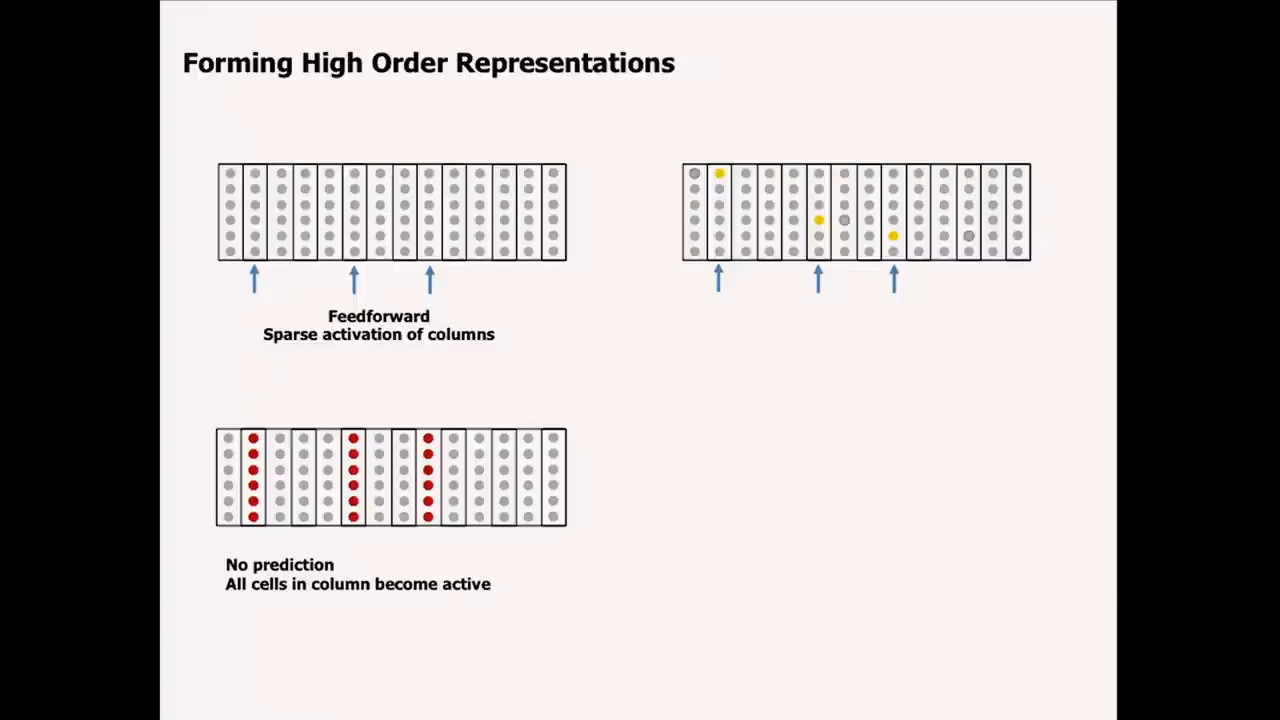 Forming High Order Representations
Feedforward
Sparse activation of columns
No prediction
All cells in column become active